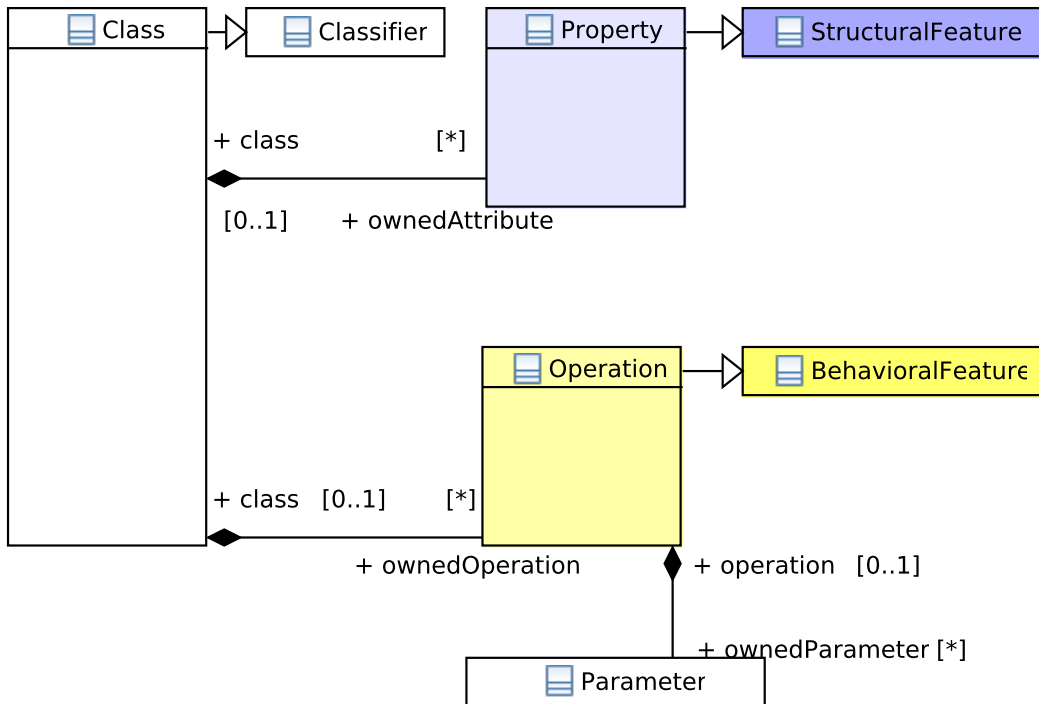 Class
Classifier
Property
StructuralFeature
+ class
[*]
[0..1]
+ ownedAttribute
Operation
BehavioralFeature
+ class [0..1]
[*]
+ ownedOperation
+ operation [0..1]
+ ownedParameter [*]
Parameter